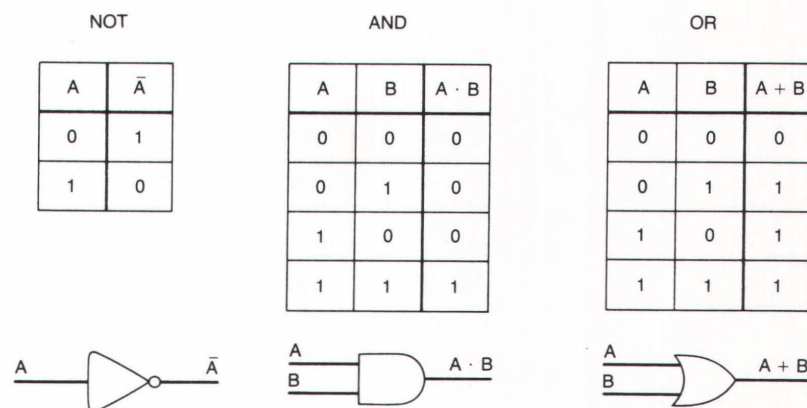 NOT
A Ā
0 1
1 0
A Ā
AND
A B A · B
0 0 0
0 1 0
1 0 0
1 1 1
A
B
A · B
OR
A B A + B
0 0 0
0 1 1
1 0 1
1 1 1
A
B
A + B